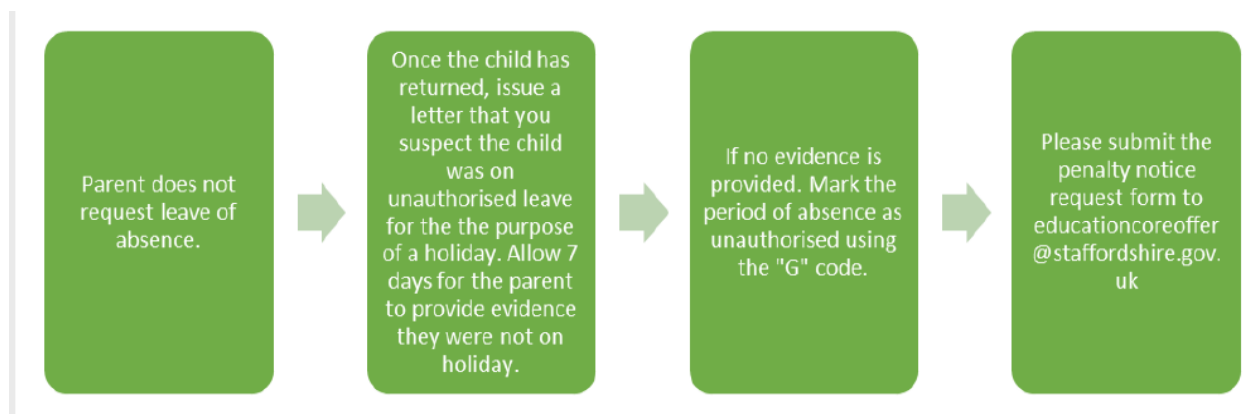 Parent does not
request leave of
absence.
Once the child has
returned, issue a
letter that you
suspect the child
was on
unauthorised leave
for the the purpose
of a holiday. Allow 7
days for the parent
to provide evidence
they were not on
holiday.
If no evidence is
provided. Mark the
period of absence as
unauthorised using
the "G" code.
Please submit the
penalty notice
request form to
educationcoreoffer
@staffordshire.gov.
uk